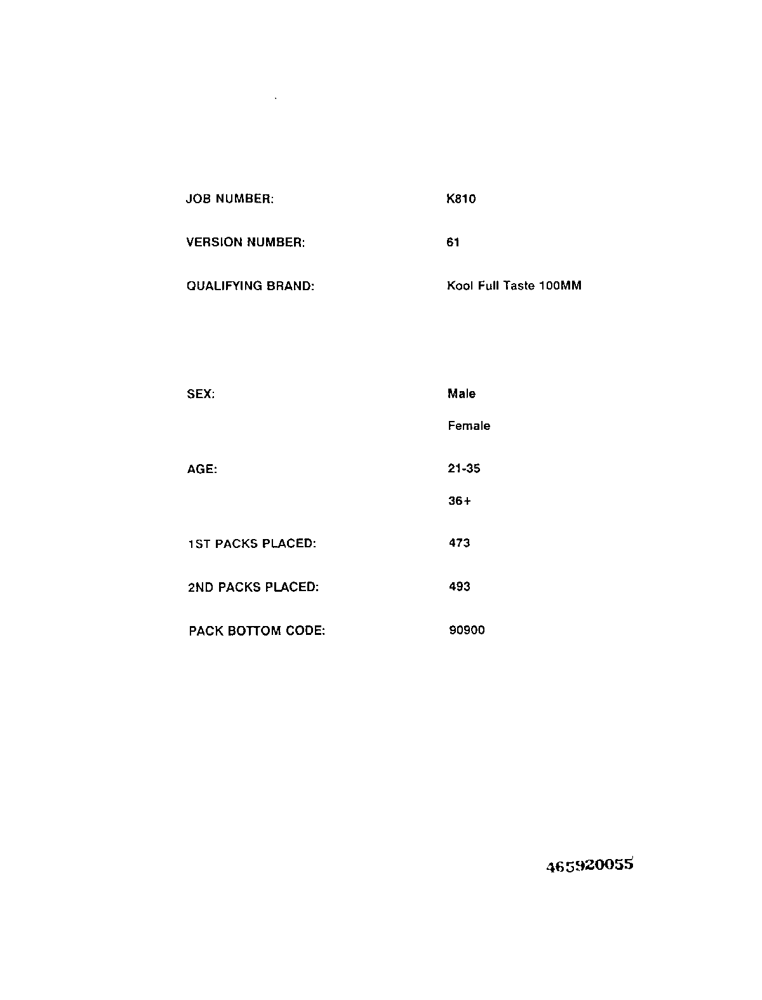 JOB NUMBER: K810
VERSION NUMBER: 61
QUALIFYING BRAND: Kool Full Taste 100MM
SEX: Male
Female
AGE: 21-35
36+
1ST PACKS PLACED: 473
2ND PACKS PLACED: 493
PACK BOTTOM CODE: 90900
465920055